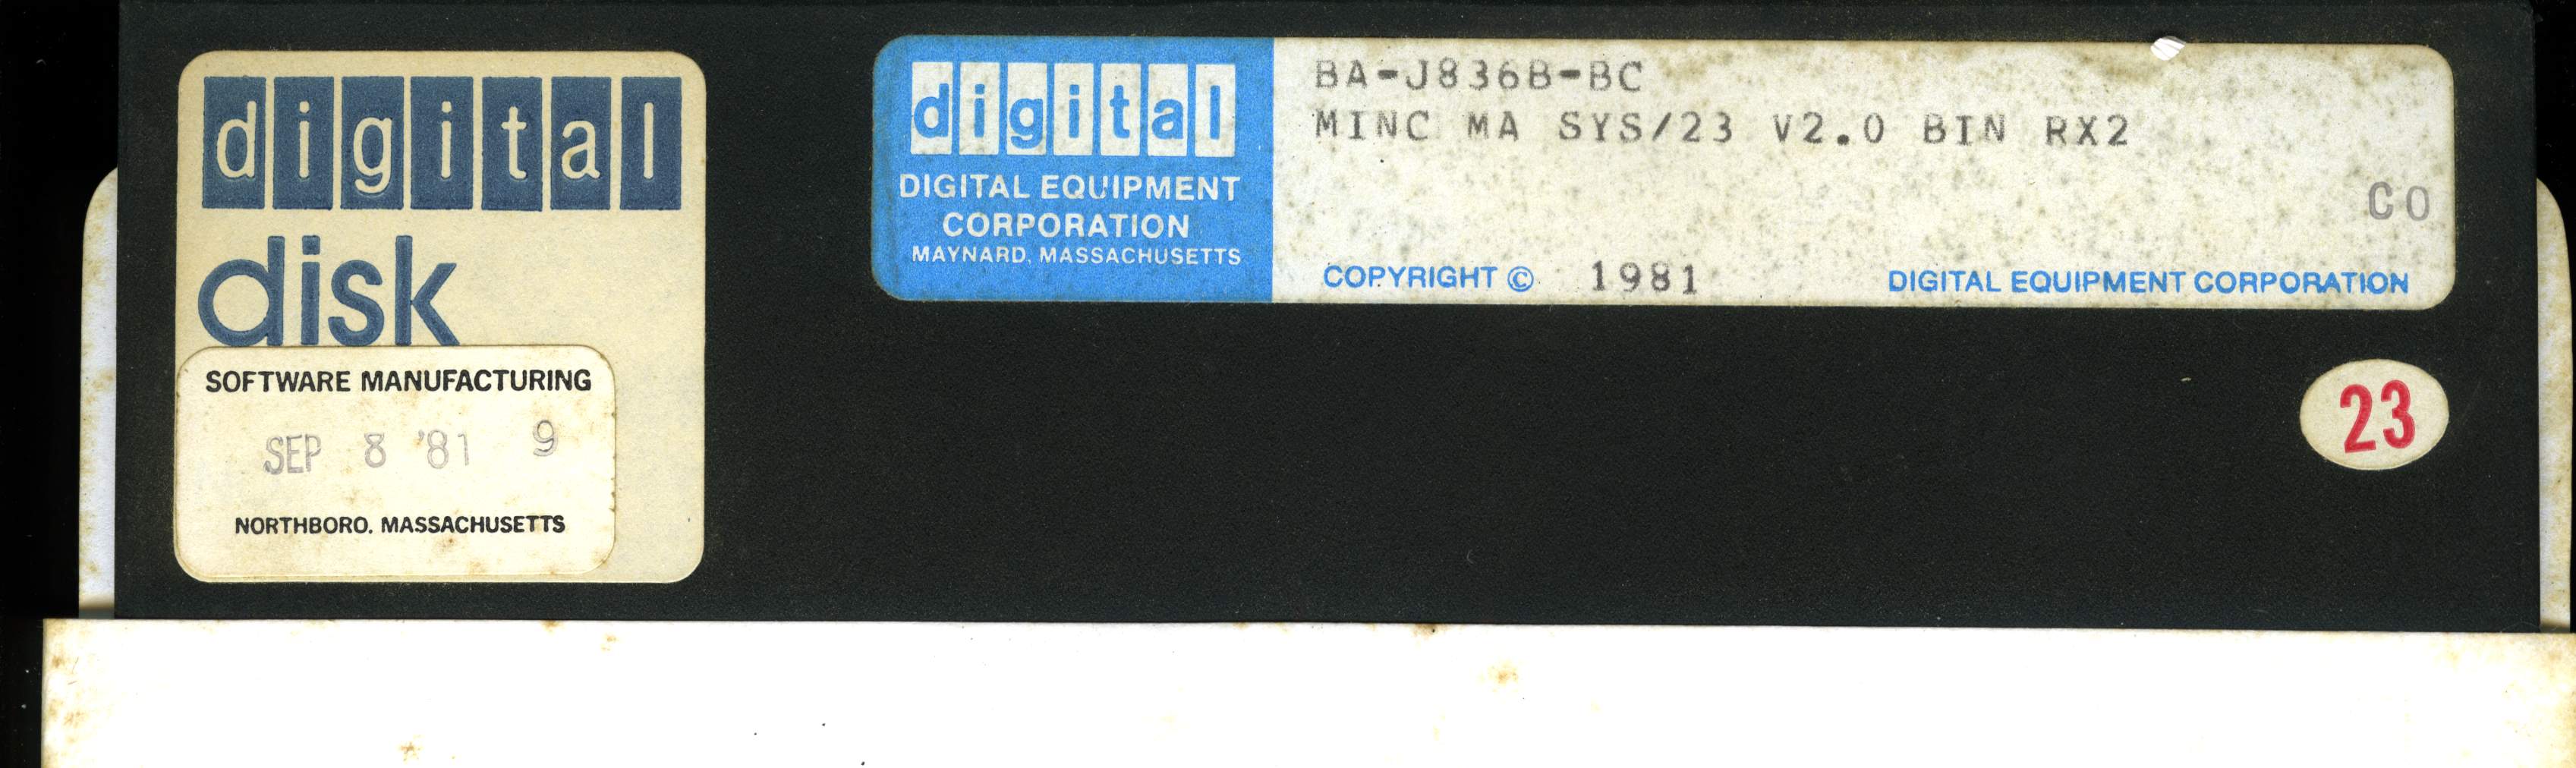 digital
disk
SOFTWARE MANUFACTURING
SEP 8 '81 9
NORTHBORO. MASSACHUSETTS
digital
DIGITAL EQUIPMENT
CORPORATION
MAYNARD, MASSACHUSETTS
BA-J836B-BC
MINC MA SYS/23 V2.0 BIN RX2
CO
COPYRIGHT © 1981 DIGITAL EQUIPMENT CORPORATION
23